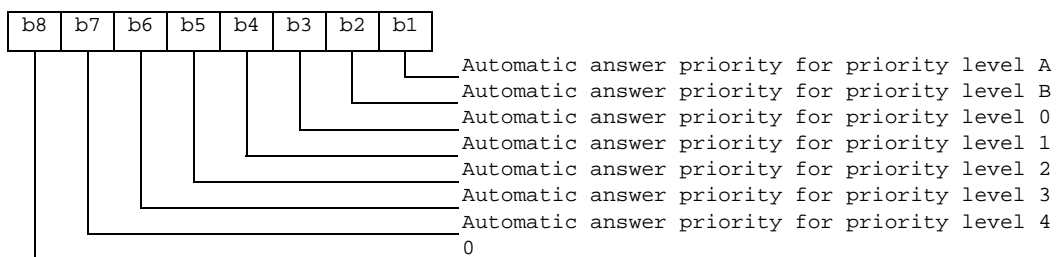 b8 b7 b6 b5 b4 b3 b2 b1
Automatic answer priority for priority level A
Automatic answer priority for priority level B
Automatic answer priority for priority level 0
Automatic answer priority for priority level 1
Automatic answer priority for priority level 2
Automatic answer priority for priority level 3
Automatic answer priority for priority level 4
0